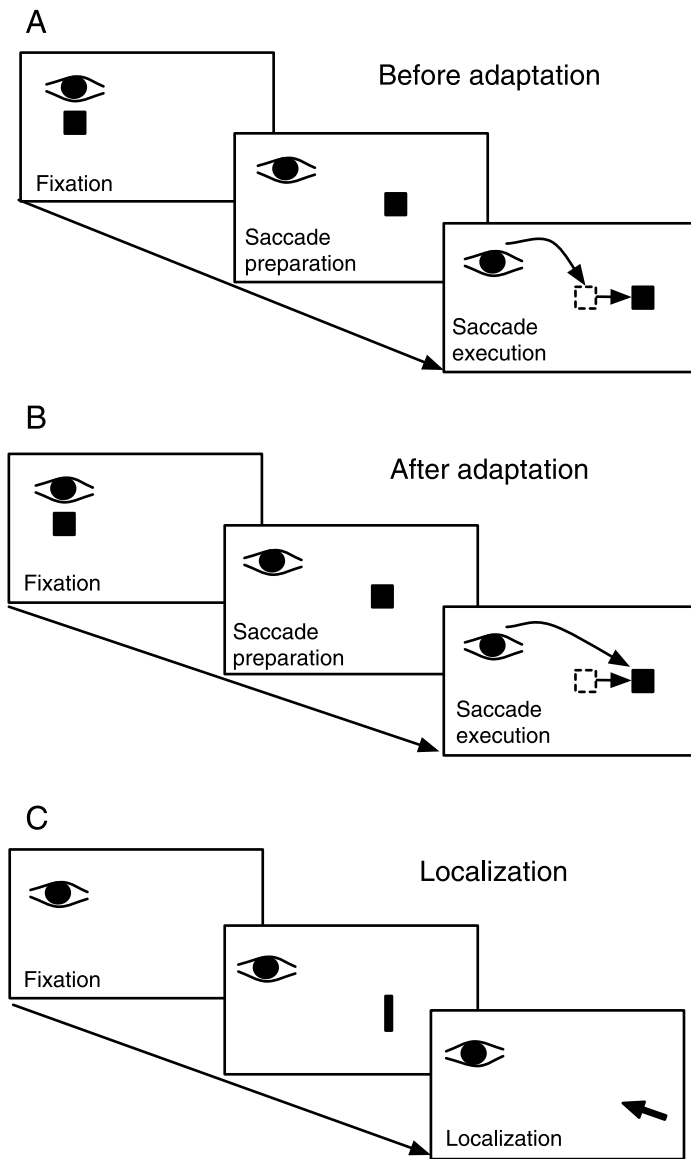 A
Before adaptation
Fixation
Saccade
preparation
Saccade
execution
B
After adaptation
Fixation
Saccade
preparation
Saccade
execution
C
Localization
Fixation
Localization